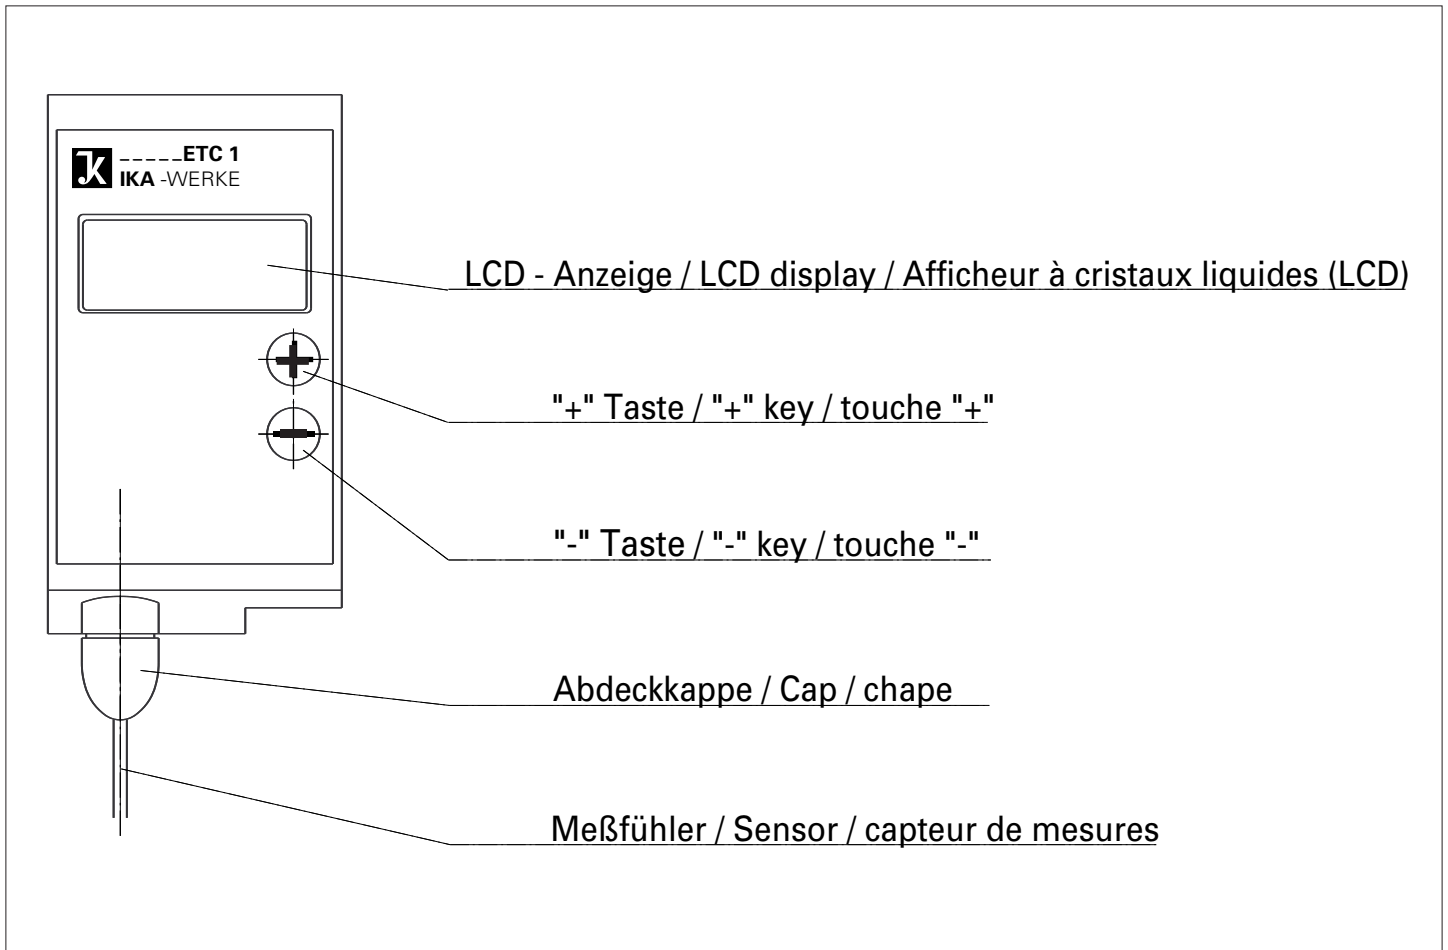 _____ETC 1
IKA -WERKE
LCD - Anzeige / LCD display / Afficheur à cristaux liquides (LCD)
"+" Taste / "+" key / touche "+"
"-" Taste / "-" key / touche "-"
Abdeckkappe / Cap / chape
Meßfühler / Sensor / capteur de mesures